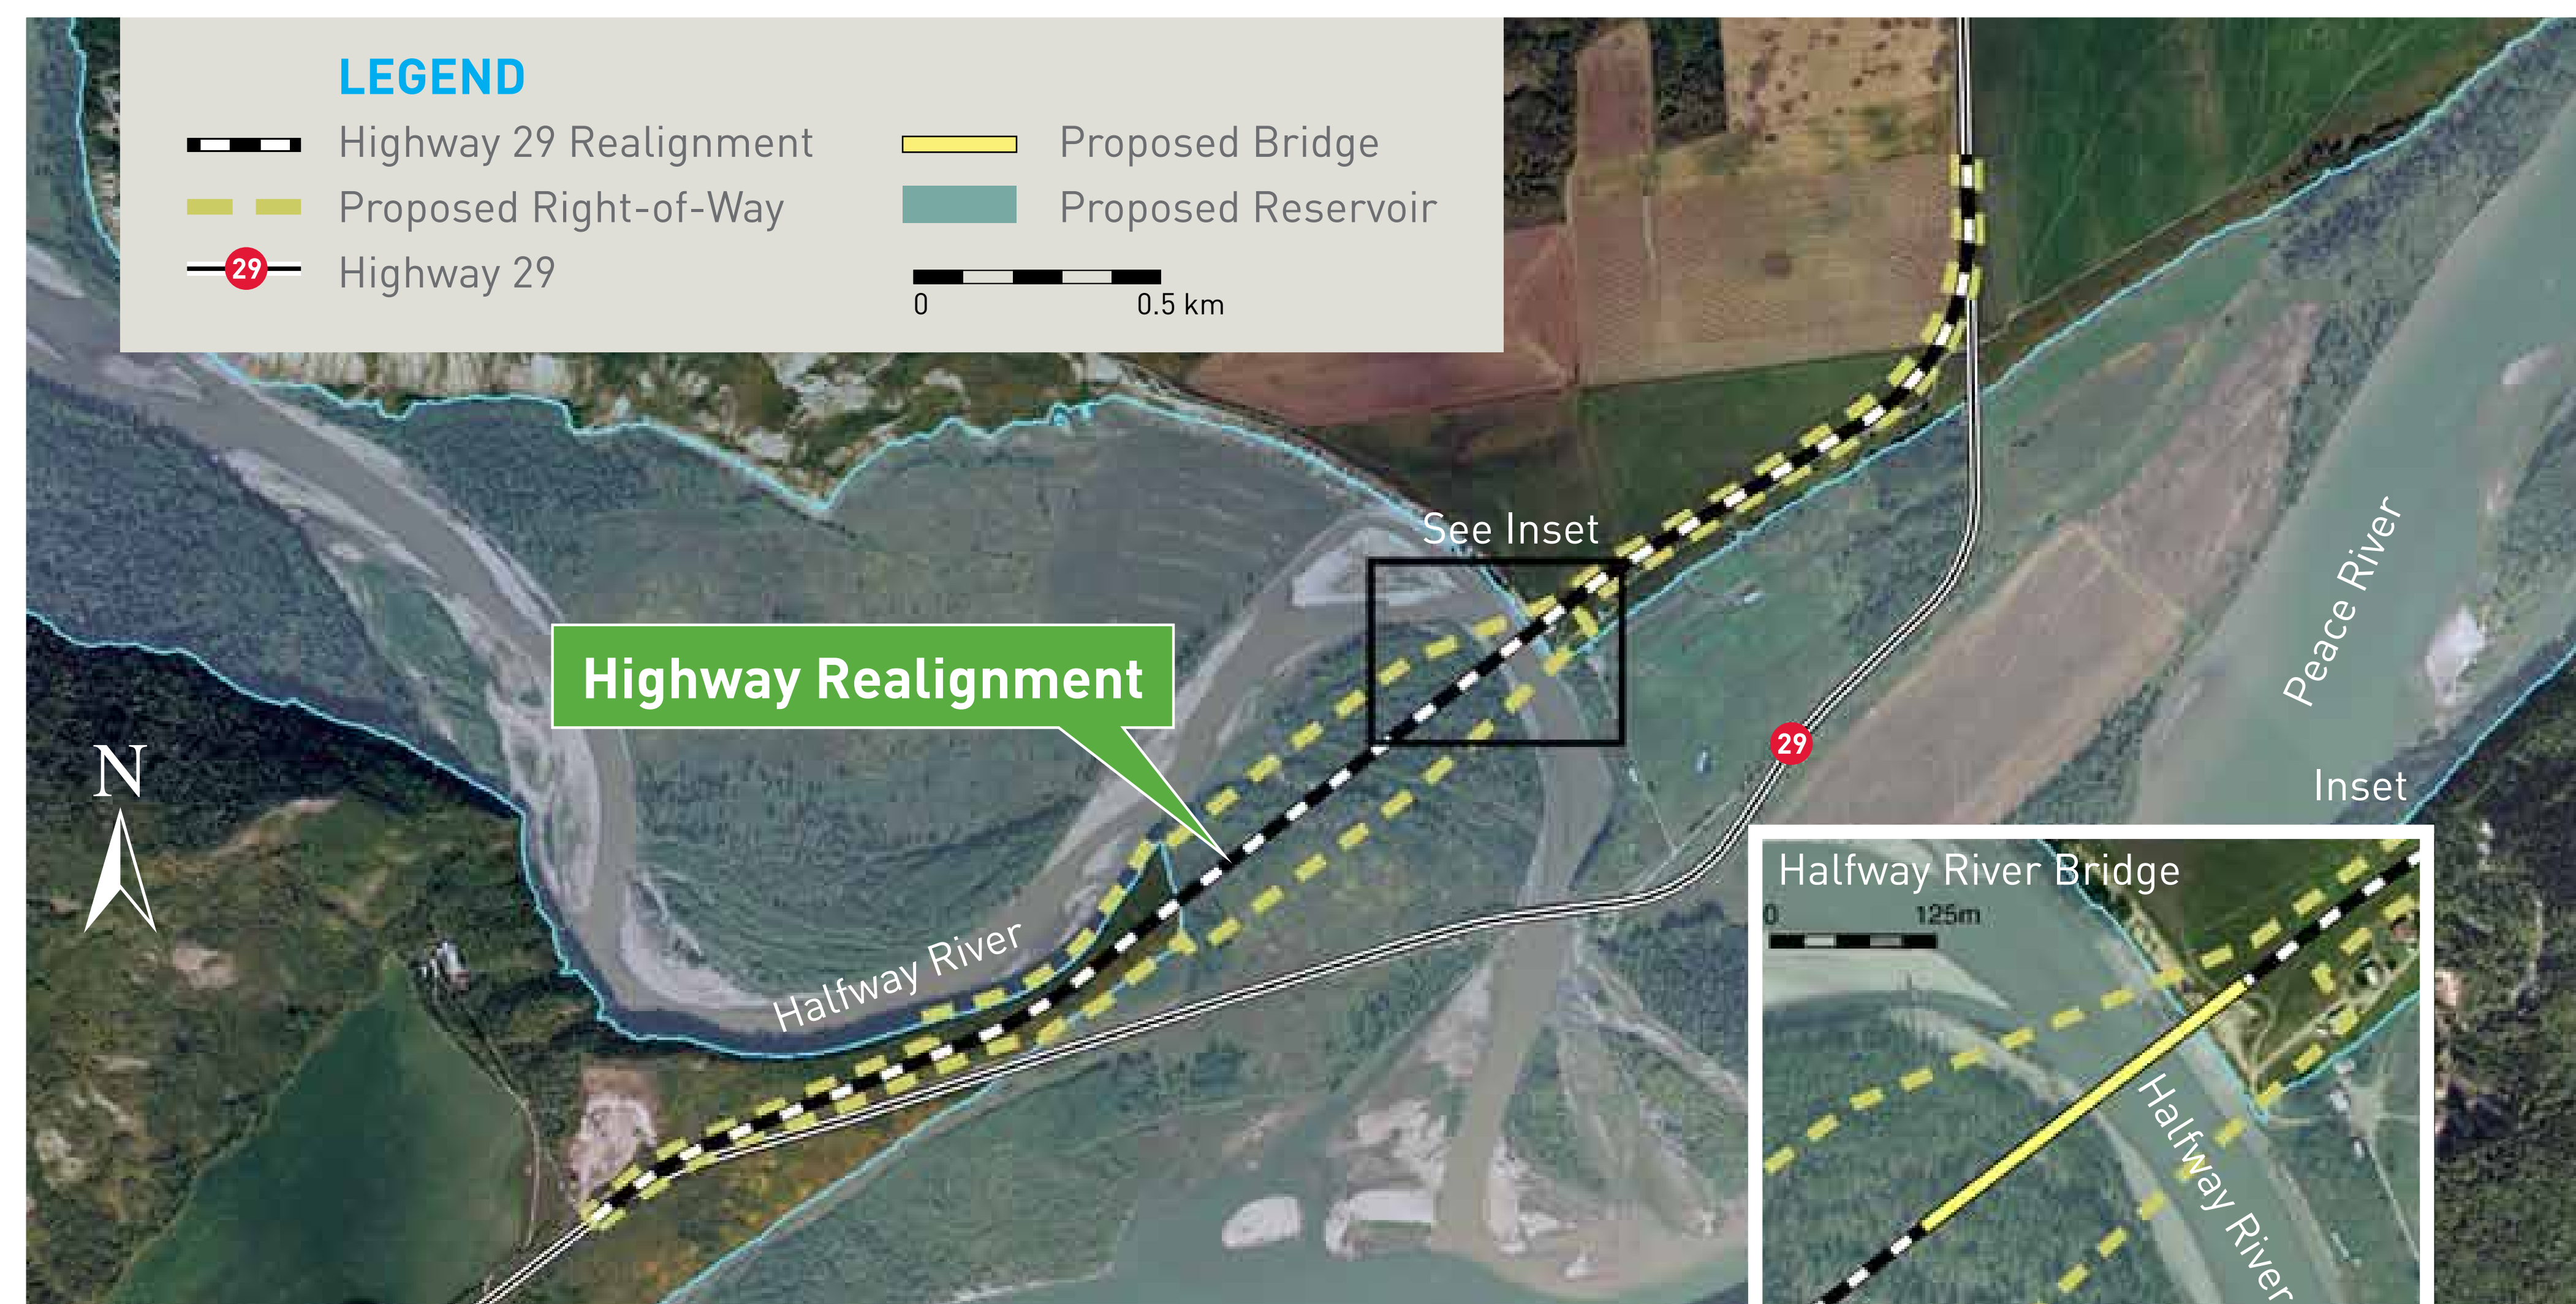 LEGEND
Highway 29 Realignment
Proposed Right-of-Way
29
Highway 29
Proposed Bridge
Proposed Reservoir
0
0.5 km
See Inset
Highway Realignment
29
Peace River
N
Halfway River
Inset
Halfway River Bridge
0
125m
Halfway River